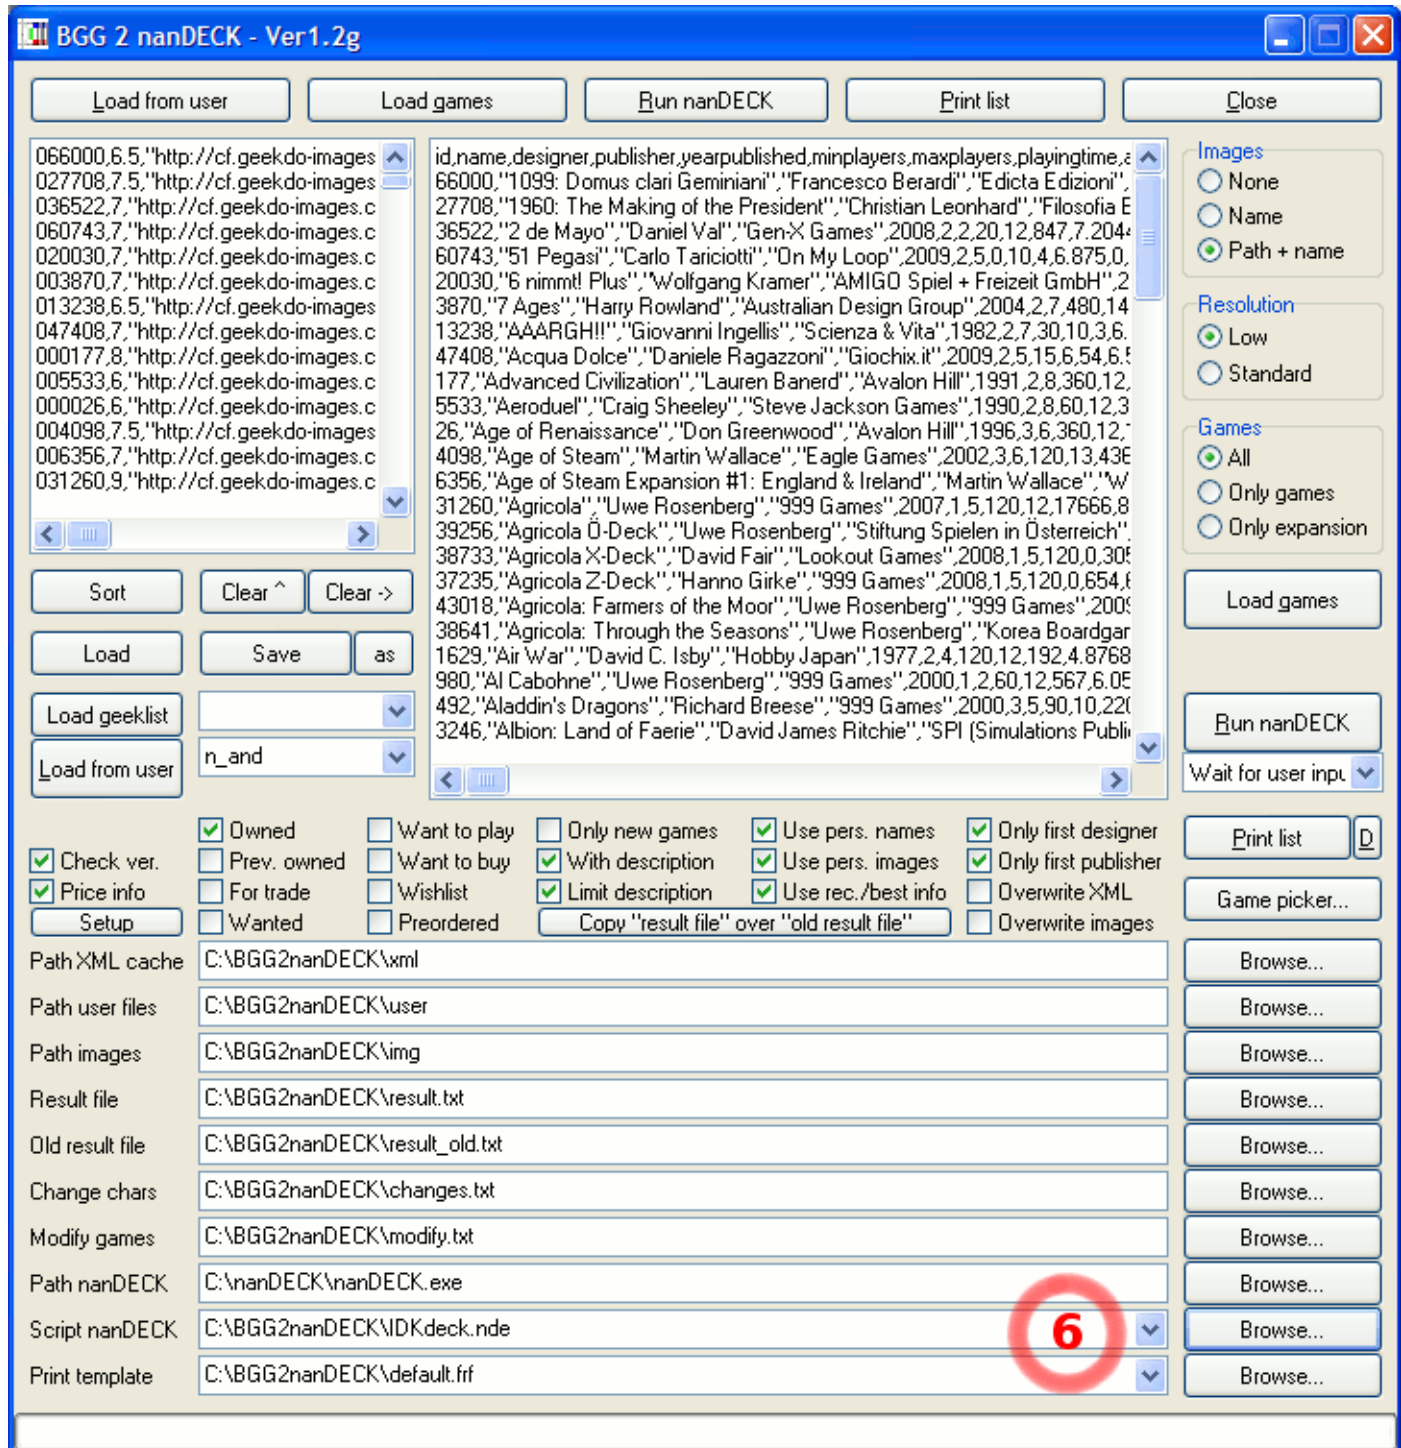 BGG 2 nanDECK - Ver1.2g
Load from user
Load games
Run nanDECK
Print list
Close
066000,6.5,"http://cf.geekdo-images
027708,7.5,"http://cf.geekdo-images
036522,7,"http://cf.geekdo-images.c
060743,7,"http://cf.geekdo-images.c
020030,7,"http://cf.geekdo-images.c
003870,7,"http://cf.geekdo-images.c
013238,6.5,"http://cf.geekdo-images
047408,7,"http://cf.geekdo-images.c
000177,8,"http://cf.geekdo-images.c
005533,6,"http://cf.geekdo-images.c
000026,6,"http://cf.geekdo-images.c
004098,7.5,"http://cf.geekdo-images
006356,7,"http://cf.geekdo-images.c
031260,9,"http://cf.geekdo-images.c
id,name,designer,publisher,yearpublished,minplayers,maxplayers,playingtime,a
66000,"1099: Domus clari Geminiani","Francesco Berardi","Edicta Edizioni",
27708,"1960: The Making of the President","Christian Leonhard","Filosofia E
36522,"2 de Mayo","Daniel Val","Gen-X Games",2008,2,2,20,12,847,7.204
60743,"51 Pegasi","Carlo Tariciotti","On My Loop",2009,2,5,0,10,4,6.875,0,
20030,"6 nimmt! Plus","Wolfgang Kramer","AMIGO Spiel + Freizeit GmbH",2
3870,"7 Ages","Harry Rowland","Australian Design Group",2004,2,7,480,14
13238,"AAARGH!!","Giovanni Ingellis","Scienza & Vita",1982,2,7,30,10,3,6.
47408,"Acqua Dolce","Daniele Ragazzoni","Giochix.it",2009,2,5,15,6,54,6.5
177,"Advanced Civilization","Lauren Banerd","Avalon Hill",1991,2,8,360,12,
5533,"Aeroduel","Craig Sheeley","Steve Jackson Games",1990,2,8,60,12,3
26,"Age of Renaissance","Don Greenwood","Avalon Hill",1996,3,6,360,12,
4098,"Age of Steam","Martin Wallace","Eagle Games",2002,3,6,120,13,436
6356,"Age of Steam Expansion #1: England & Ireland","Martin Wallace","W
31260,"Agricola","Uwe Rosenberg","999 Games",2007,1,5,120,12,17666,8
39256,"Agricola Ö-Deck","Uwe Rosenberg","Stiftung Spielen in Österreich",
38733,"Agricola X-Deck","David Fair","Lookout Games",2008,1,5,120,0,305
37235,"Agricola Z-Deck","Hanno Girke","999 Games",2008,1,5,120,0,654,6
43018,"Agricola: Farmers of the Moor","Uwe Rosenberg","999 Games",2009
38641,"Agricola: Through the Seasons","Uwe Rosenberg","Korea Boardgar
1629,"Air War","David C. Isby","Hobby Japan",1977,2,4,120,12,192,4.8768
980,"Al Cabohne","Uwe Rosenberg","999 Games",2000,1,2,60,12,567,6.05
492,"Aladdin's Dragons","Richard Breese","999 Games",2000,3,5,90,10,220
3246,"Albion: Land of Faerie","David James Ritchie","SPI (Simulations Public
Images
None
Name
Path + name
Resolution
Low
Standard
Games
All
Only games
Only expansion
Load games
Run nanDECK
Wait for user inpu
Sort
Clear ^
Clear ->
Load
Save
as
Load geeklist
Load from user
n_and
Owned
Want to play
Only new games
Use pers. names
Only first designer
Print list
D
Check ver.
Prev. owned
Want to buy
With description
Use pers. images
Only first publisher
Price info
For trade
Wishlist
Limit description
Use rec./best info
Overwrite XML
Game picker...
Setup
Wanted
Preordered
Copy "result file" over "old result file"
Overwrite images
Path XML cache
C:\BGG2nanDECK\xml
Browse...
Path user files
C:\BGG2nanDECK\user
Browse...
Path images
C:\BGG2nanDECK\img
Browse...
Result file
C:\BGG2nanDECK\result.txt
Browse...
Old result file
C:\BGG2nanDECK\result_old.txt
Browse...
Change chars
C:\BGG2nanDECK\changes.txt
Browse...
Modify games
C:\BGG2nanDECK\modify.txt
Browse...
Path nanDECK
C:\nanDECK\nanDECK.exe
Browse...
Script nanDECK
C:\BGG2nanDECK\IDKdeck.nde
6
Browse...
Print template
C:\BGG2nanDECK\default.frf
Browse...